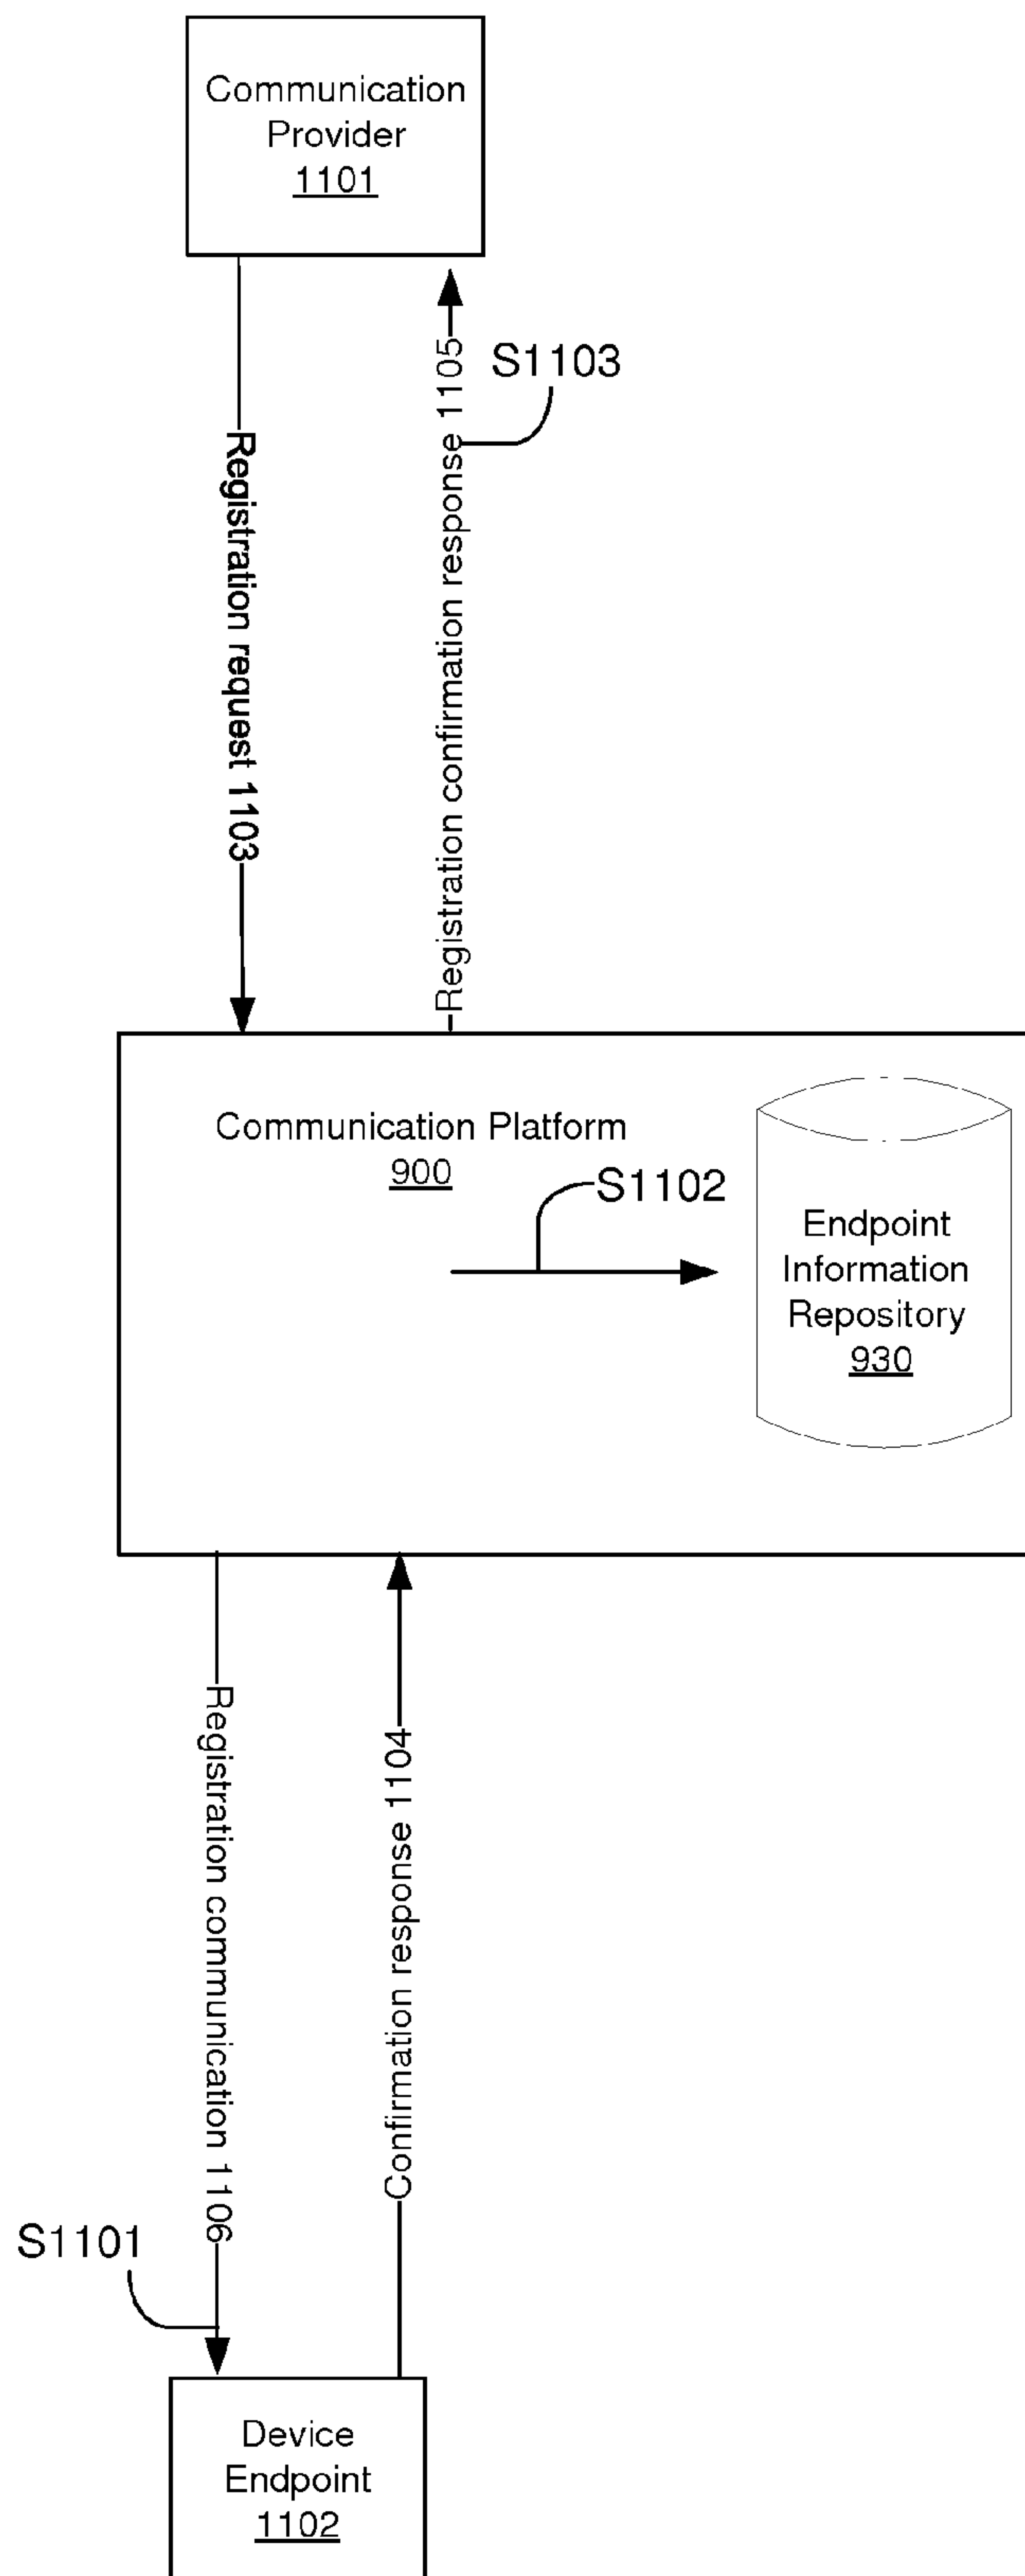 Communication
Provider
1101
S1103
Registration request 1103
Registration confirmation response 1105
Communication Platform
900
S1102
Endpoint
Information
Repository
930
Registration communication 1106
Confirmation response 1104
S1101
Device
Endpoint
1102